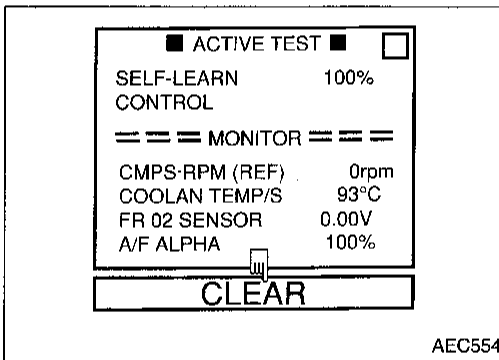 ■ ACTIVE TEST ■ □
SELF-LEARN 100%
CONTROL
=== MONITOR ===
CMPS·RPM (REF) 0rpm
COOLAN TEMP/S 93°C
FR 02 SENSOR 0.00V
A/F ALPHA 100%
CLEAR
AEC554